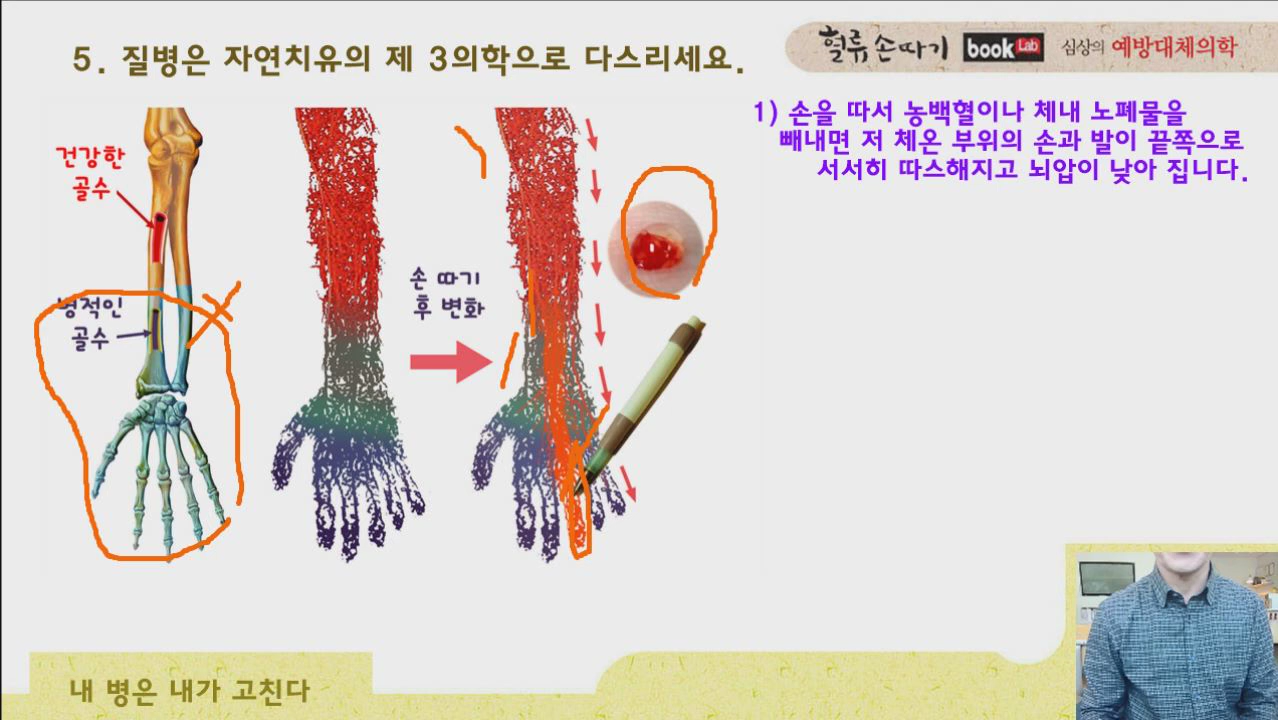 5. 질병은 자연치유의 제 3의학으로 다스리세요.
혈류 손따기 book Lab 심상의 예방대체의학
1) 손을 따서 농백혈이나 체내 노폐물을
빼내면 저 체온 부위의 손과 발이 끝쪽으로
서서히 따스해지고 뇌압이 낮아 집니다.
건강한
골수
병적인
골수
손 따기
후 변화
내 병은 내가 고친다